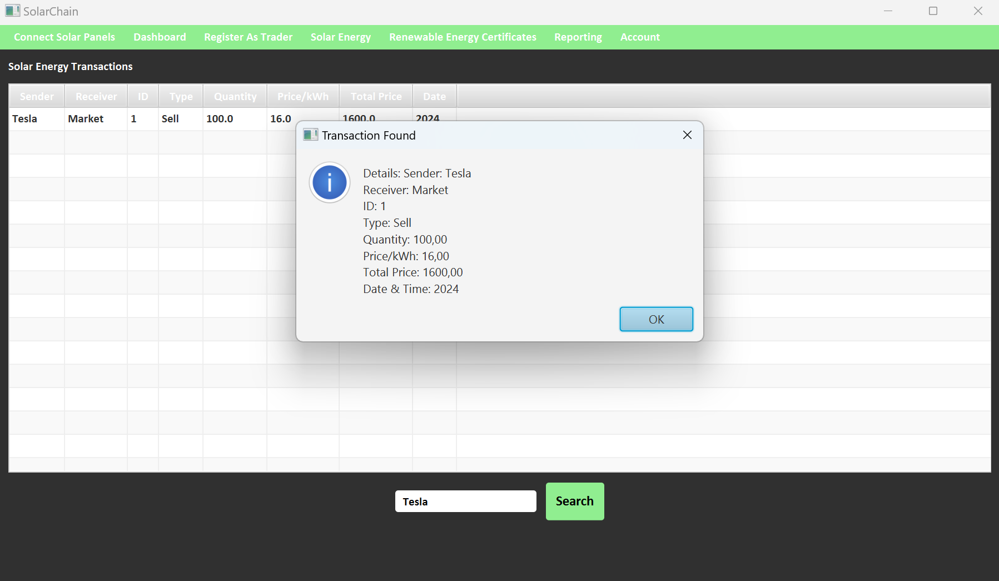 SolarChain
Connect Solar Panels Dashboard Register As Trader Solar Energy Renewable Energy Certificates Reporting Account
Solar Energy Transactions
Sender Receiver ID Type Quantity Price/kWh Total Price Date
Tesla Market 1 Sell 100.0 16.0 1600.0 2024
Transaction Found
Details: Sender: Tesla
Receiver: Market
ID: 1
Type: Sell
Quantity: 100,00
Price/kWh: 16,00
Total Price: 1600,00
Date & Time: 2024
OK
Tesla Search